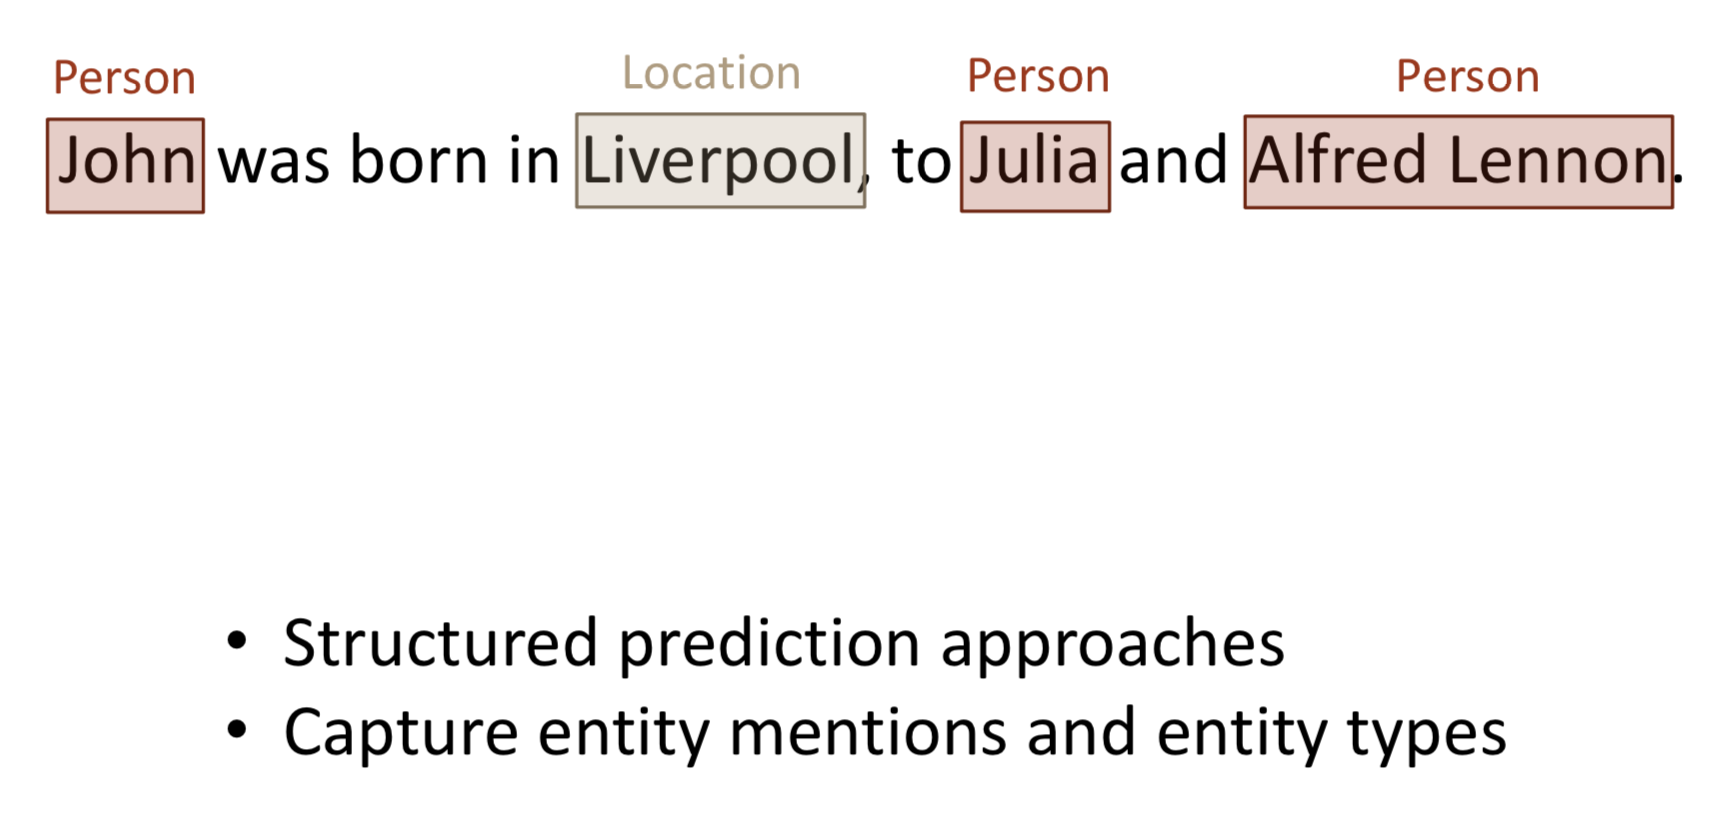 Person Location Person Person
John was born in Liverpool, to Julia and Alfred Lennon.
• Structured prediction approaches
• Capture entity mentions and entity types